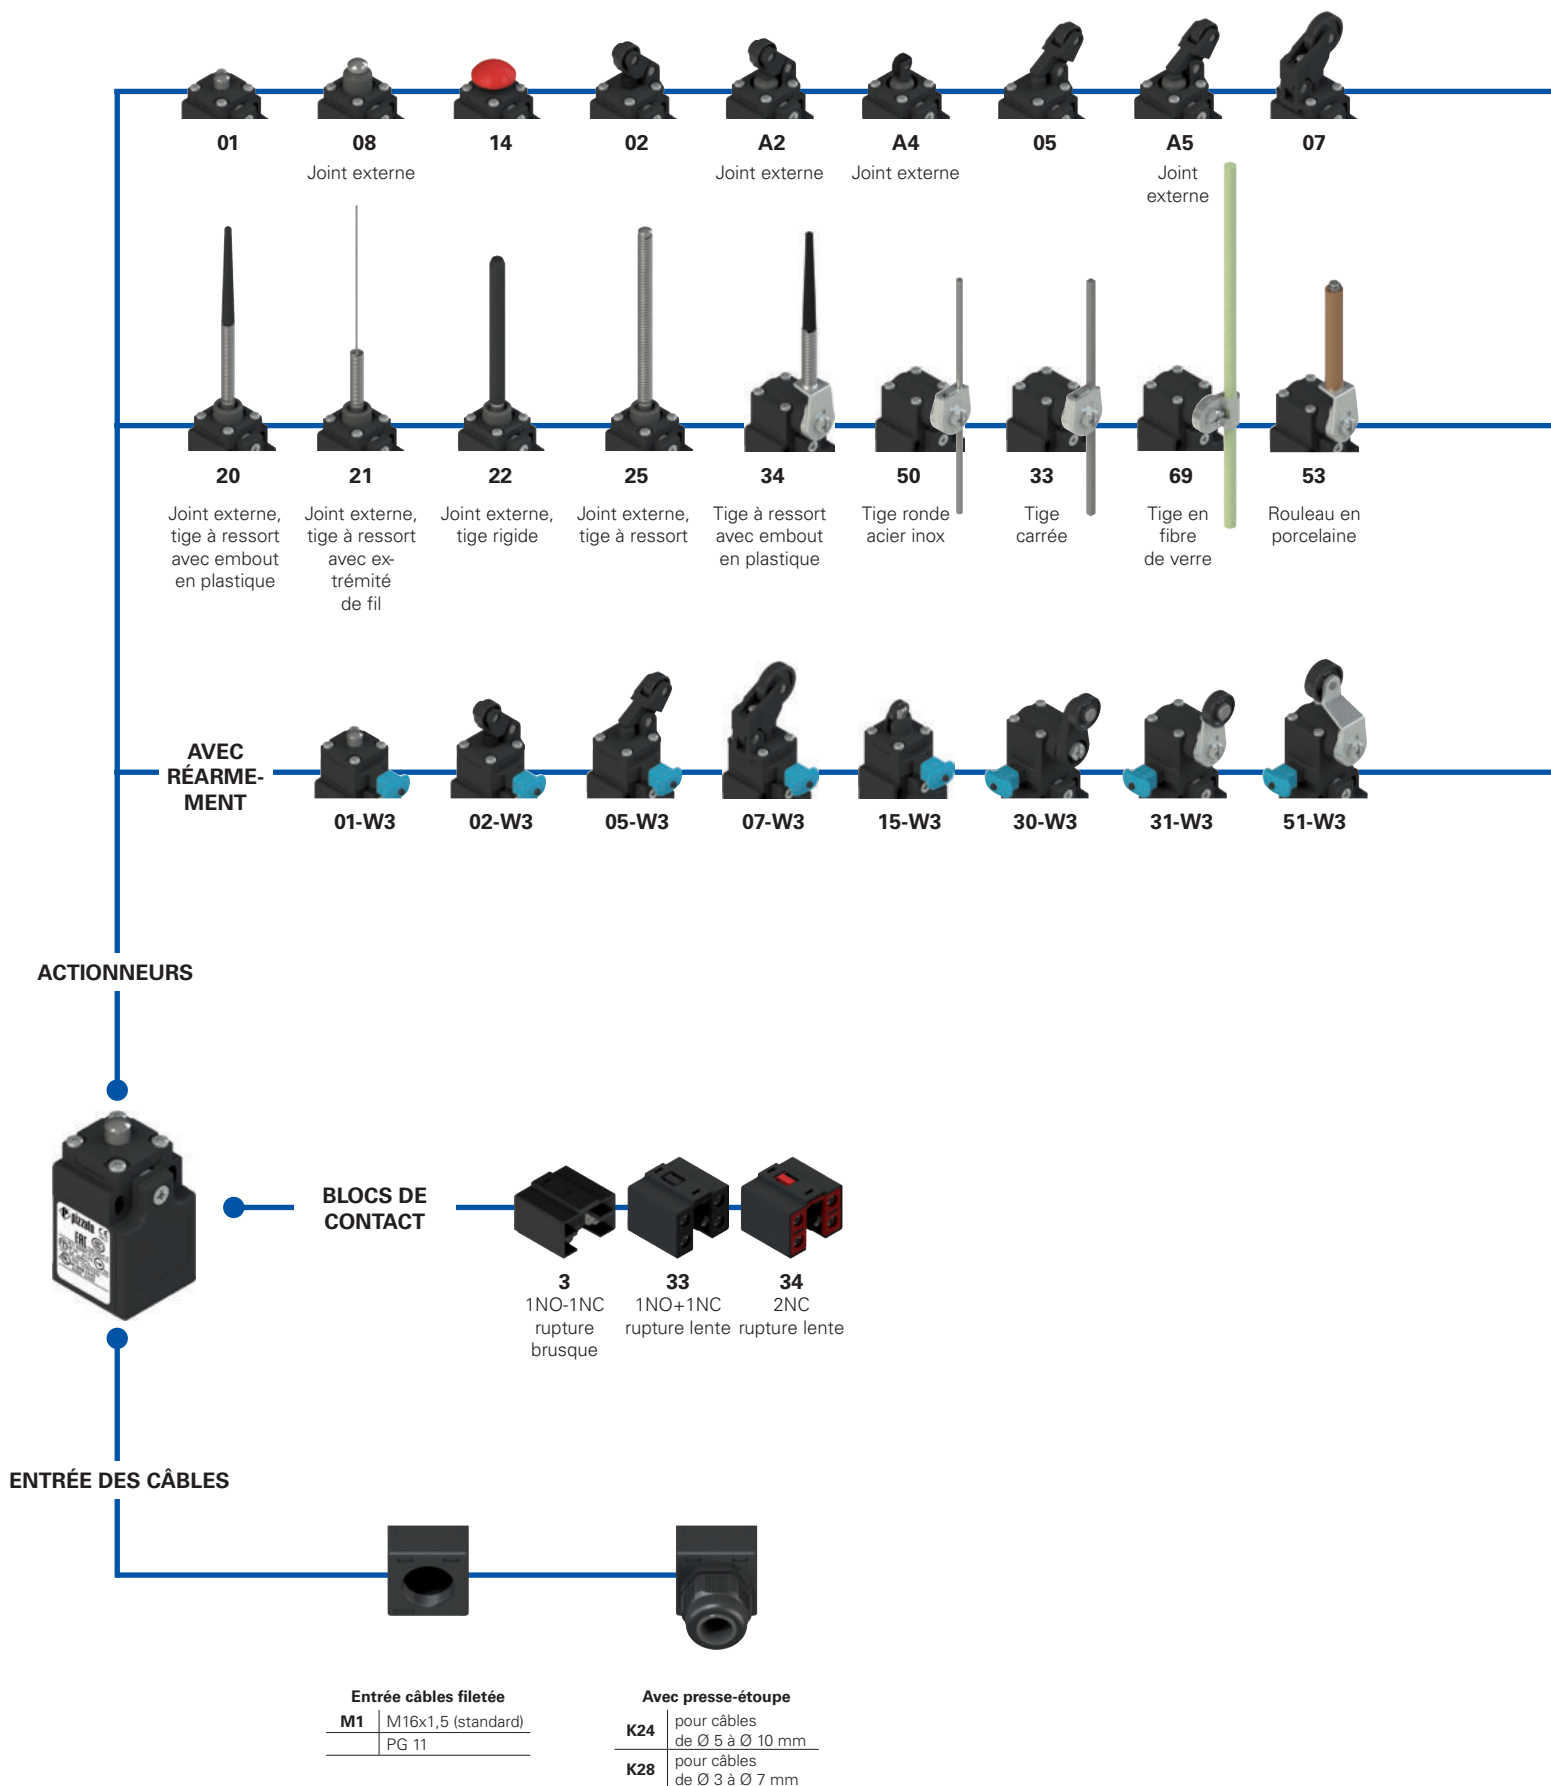 01
08
14
02
A2
A4
05
A5
07
Joint externe
Joint externe
Joint externe
Joint
externe
20
21
22
25
34
50
33
69
53
Joint externe,
tige à ressort
avec embout
en plastique
Joint externe,
tige à ressort
avec ex-
trémité
de fil
Joint externe,
tige rigide
Joint externe,
tige à ressort
Tige à ressort
avec embout
en plastique
Tige ronde
acier inox
Tige
carrée
Tige en
fibre
de verre
Rouleau en
porcelaine
AVEC
RÉARME-
MENT
01-W3
02-W3
05-W3
07-W3
15-W3
30-W3
31-W3
51-W3
ACTIONNEURS
pizzato
CE
EAC
BLOCS DE
CONTACT
3
1NO-1NC
rupture
brusque
33
1NO+1NC
rupture lente
34
2NC
rupture lente
ENTRÉE DES CÂBLES
Entrée câbles filetée
M1 M16x1,5 (standard)
PG 11
Avec presse-étoupe
K24 pour câbles
de Ø 5 à Ø 10 mm
K28 pour câbles
de Ø 3 à Ø 7 mm